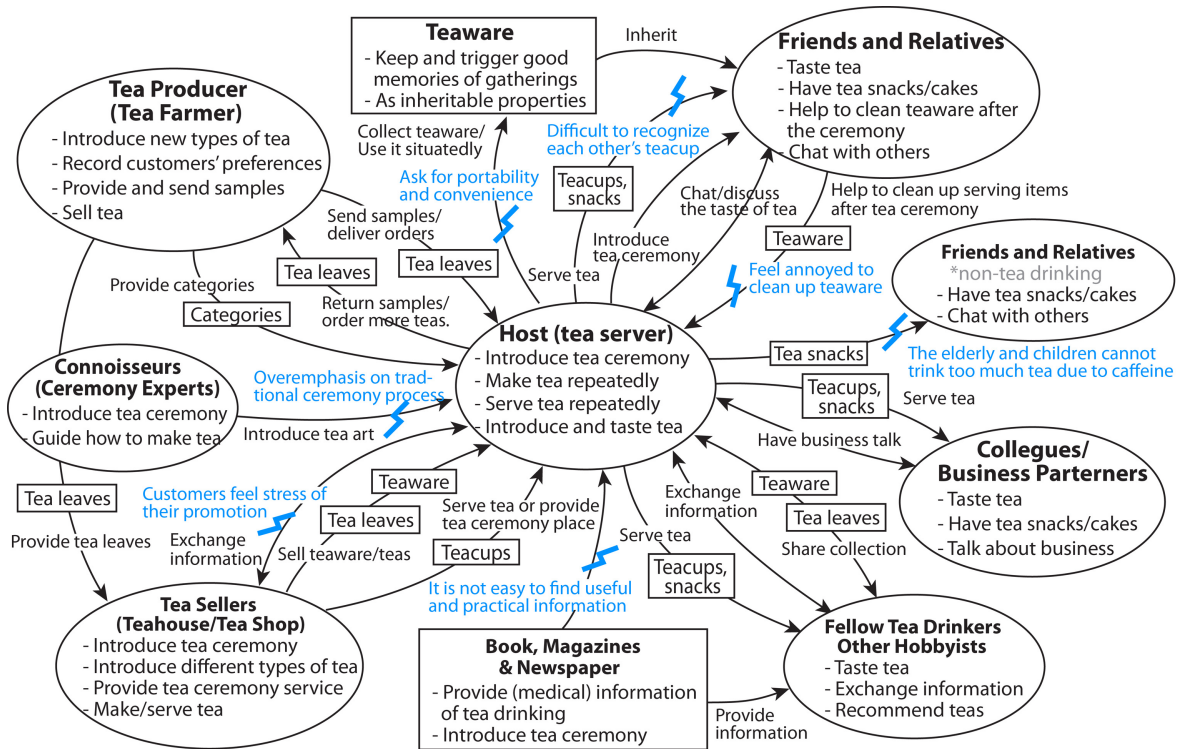 Teaware
- Keep and trigger good
memories of gatherings
- As inheritable properties
Inherit
Friends and Relatives
- Taste tea
- Have tea snacks/cakes
- Help to clean teaware after
the ceremony
- Chat with others
Tea Producer
(Tea Farmer)
- Introduce new types of tea
- Record customers' preferences
- Provide and send samples
- Sell tea
Collect teaware/
Use it situatedly
Difficult to recognize
each other's teacup
Ask for portability
and convenience
Teacups,
snacks
Chat/discuss
the taste of tea
Help to clean up serving items
after tea ceremony
Send samples/
deliver orders
Tea leaves
Teaware
Introduce
tea ceremony
Serve tea
Feel annoyed to
clean up teaware
Friends and Relatives
*non-tea drinking
- Have tea snacks/cakes
- Chat with others
Provide categories
Tea leaves
Categories
Return samples/
order more teas.
Host (tea server)
- Introduce tea ceremony
- Make tea repeatedly
- Serve tea repeatedly
- Introduce and taste tea
Tea snacks
The elderly and children cannot
trink too much tea due to caffeine
Connoisseurs
(Ceremony Experts)
- Introduce tea ceremony
- Guide how to make tea
Overemphasis on trad-
tional ceremony process
Introduce tea art
Teacups,
snacks
Serve tea
Have business talk
Collegues/
Business Parterners
- Taste tea
- Have tea snacks/cakes
- Talk about business
Tea leaves
Provide tea leaves
Customers feel stress of
their promotion
Exchange
information
Teaware
Tea leaves
Sell teaware/teas
Serve tea or provide
tea ceremony place
Teacups
Serve tea
Exchange
information
Teaware
Tea leaves
Share collection
Teacups,
snacks
It is not easy to find useful
and practical information
Tea Sellers
(Teahouse/Tea Shop)
- Introduce tea ceremony
- Introduce different types of tea
- Provide tea ceremony service
- Make/serve tea
Book, Magazines
& Newspaper
- Provide (medical) information
of tea drinking
- Introduce tea ceremony
Provide
information
Fellow Tea Drinkers
Other Hobbyists
- Taste tea
- Exchange information
- Recommend teas